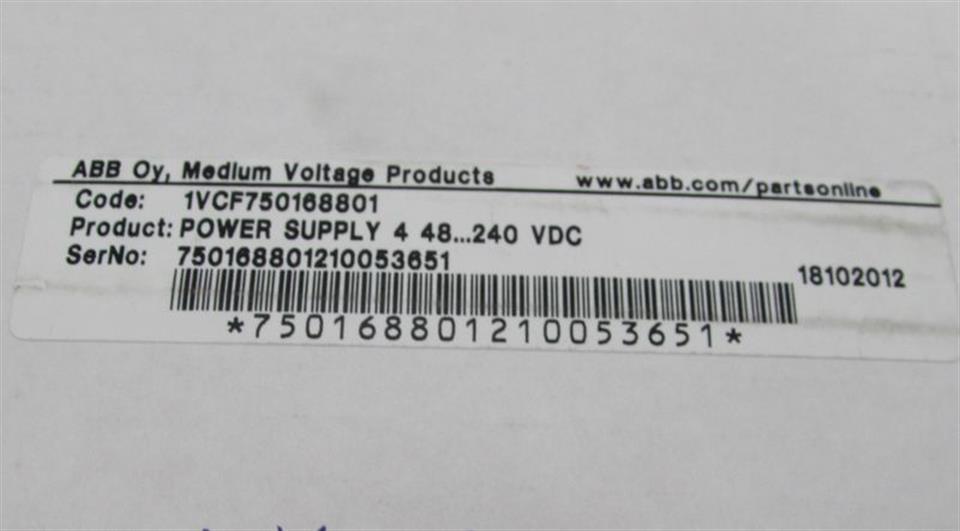 ABB Oy, Medium Voltage Products www.abb.com/partsonline
Code: 1VCF750168801
Product: POWER SUPPLY 4 48...240 VDC
SerNo: 750168801210053651 18102012
*750168801210053651*